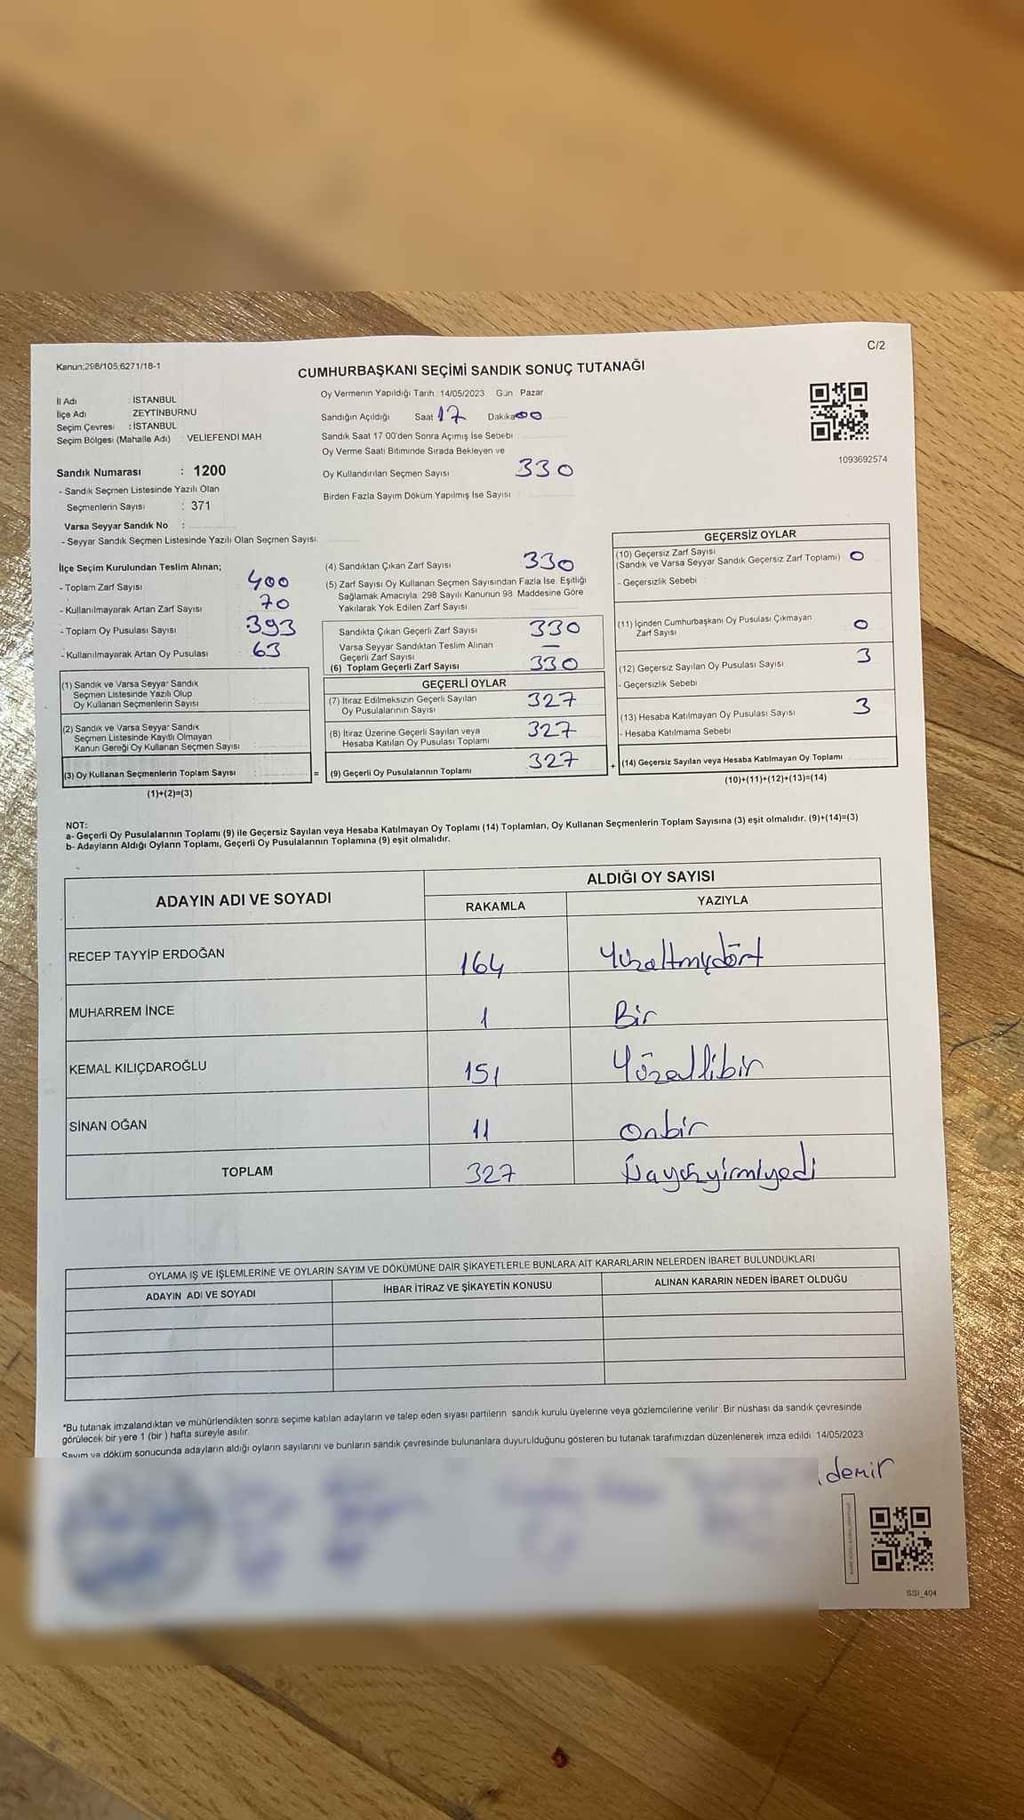 C/2
Kanun;298/105,6271/18-1
CUMHURBAŞKANI SEÇİMİ SANDIK SONUÇ TUTANAĞI
İl Adı : İSTANBUL
İlçe Adı ZEYTİNBURNU
Seçim Çevresi : İSTANBUL
Seçim Bölgesi (Mahalle Adı) VELİEFENDİ MAH
Sandık Numarası : 1200
- Sandık Seçmen Listesinde Yazılı Olan
Seçmenlerin Sayısı : 371
Varsa Seyyar Sandık No :
- Seyyar Sandık Seçmen Listesinde Yazılı Olan Seçmen Sayısı:
Oy Vermenin Yapıldığı Tarih: 14/05/2023 Gün: Pazar
Sandığın Açıldığı Saat 17 Dakika 00
Sandık Saat 17:00'den Sonra Açımış İse Sebebi
Oy Verme Saati Bitiminde Sırada Bekleyen ve
Oy Kullandırılan Seçmen Sayısı 330
Birden Fazla Sayım Döküm Yapılmış İse Sayısı
1093692574
İlçe Seçim Kurulundan Teslim Alınan;
- Toplam Zarf Sayısı 400
- Kullanılmayarak Artan Zarf Sayısı 70
- Toplam Oy Pusulası Sayısı 393
- Kullanılmayarak Artan Oy Pusulası 63
(1) Sandık ve Varsa Seyyar Sandık
Seçmen Listesinde Yazılı Olup
Oy Kullanan Seçmenlerin Sayısı
(2) Sandık ve Varsa Seyyar Sandık
Seçmen Listesinde Kayıtlı Olmayan
Kanun Gereği Oy Kullanan Seçmen Sayısı
(3) Oy Kullanan Seçmenlerin Toplam Sayısı =
(1)+(2)=(3)
(4) Sandıktan Çıkan Zarf Sayısı 330
(5) Zarf Sayısı Oy Kullanan Seçmen Sayısından Fazla İse, Eşitliği
Sağlamak Amacıyla 298 Sayılı Kanunun 98. Maddesine Göre
Yakılarak Yok Edilen Zarf Sayısı
Sandıkta Çıkan Geçerli Zarf Sayısı 330
Varsa Seyyar Sandıktan Teslim Alınan
Geçerli Zarf Sayısı —
(6) Toplam Geçerli Zarf Sayısı 330
GEÇERLİ OYLAR
(7) İtiraz Edilmeksizin Geçerli Sayılan
Oy Pusulalarının Sayısı 327
(8) İtiraz Üzerine Geçerli Sayılan veya
Hesaba Katılan Oy Pusulası Toplamı 327
(9) Geçerli Oy Pusulalarının Toplamı 327 +
GEÇERSİZ OYLAR
(10) Geçersiz Zarf Sayısı
(Sandık ve Varsa Seyyar Sandık Geçersiz Zarf Toplamı) 0
- Geçersizlik Sebebi
(11) İçinden Cumhurbaşkanı Oy Pusulası Çıkmayan
Zarf Sayısı 0
(12) Geçersiz Sayılan Oy Pusulası Sayısı 3
- Geçersizlik Sebebi
(13) Hesaba Katılmayan Oy Pusulası Sayısı 3
- Hesaba Katılmama Sebebi
(14) Geçersiz Sayılan veya Hesaba Katılmayan Oy Toplamı
(10)+(11)+(12)+(13)=(14)
NOT:
a- Geçerli Oy Pusulalarının Toplamı (9) ile Geçersiz Sayılan veya Hesaba Katılmayan Oy Toplamı (14) Toplamları, Oy Kullanan Seçmenlerin Toplam Sayısına (3) eşit olmalıdır. (9)+(14)=(3)
b- Adayların Aldığı Oyların Toplamı, Geçerli Oy Pusulalarının Toplamına (9) eşit olmalıdır.
ADAYIN ADI VE SOYADI ALDIĞI OY SAYISI
RAKAMLA YAZIYLA
RECEP TAYYİP ERDOĞAN 164 Yüzaltmışdört
MUHARREM İNCE 1 Bir
KEMAL KILIÇDAROĞLU 151 Yüzellibir
SİNAN OĞAN 11 onbir
TOPLAM 327 Üçyüzyirmiyedi
OYLAMA İŞ VE İŞLEMLERİNE VE OYLARIN SAYIM VE DÖKÜMÜNE DAİR ŞİKAYETLERLE BUNLARA AİT KARARLARIN NELERDEN İBARET BULUNDUKLARI
ADAYIN ADI VE SOYADI İHBAR İTİRAZ VE ŞİKAYETİN KONUSU ALINAN KARARIN NEDEN İBARET OLDUĞU
*Bu tutanak imzalandıktan ve mühürlendikten sonra seçime katılan adayların ve talep eden siyasi partilerin sandık kurulu üyelerine veya gözlemcilerine verilir. Bir nüshası da sandık çevresinde
görülecek bir yere 1 (bir) hafta süreyle asılır.
Sayım ve döküm sonucunda adayların aldığı oyların sayılarını ve bunların sandık çevresinde bulunanlara duyurulduğunu gösteren bu tutanak tarafımızdan düzenlenerek imza edildi. 14/05/2023
demir
SSI_404